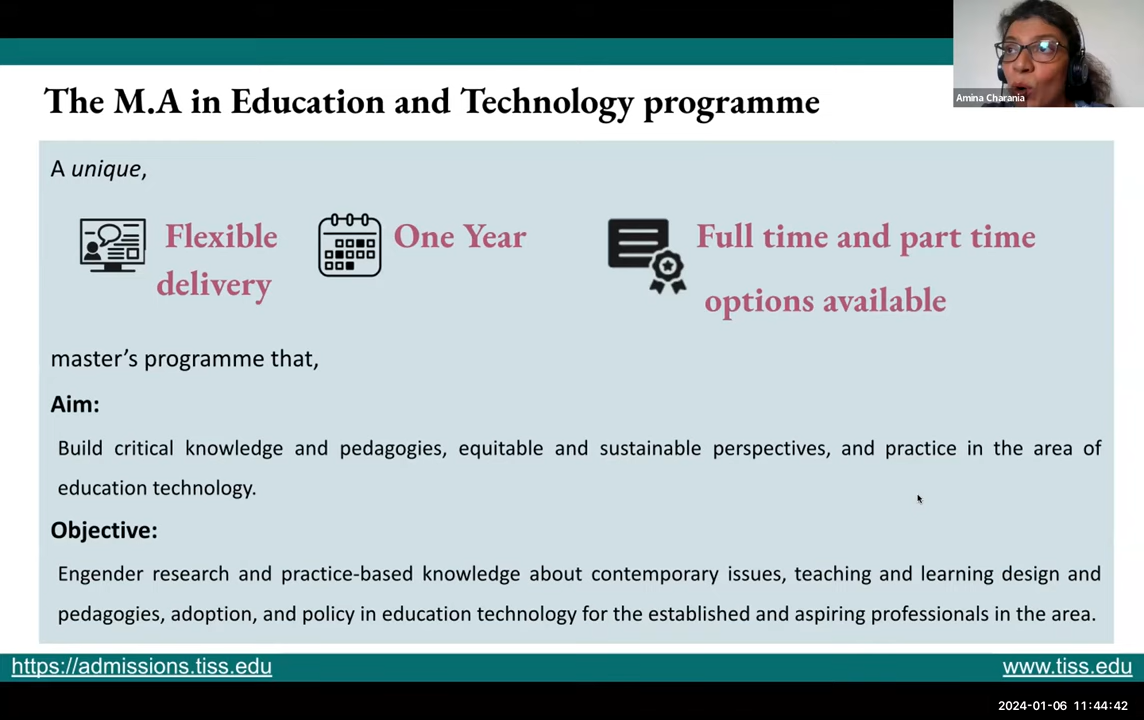 Amina Charania
The M.A in Education and Technology programme
A unique,
Flexible
delivery
One Year
Full time and part time
options available
master’s programme that,
Aim:
Build critical knowledge and pedagogies, equitable and sustainable perspectives, and practice in the area of
education technology.
Objective:
Engender research and practice-based knowledge about contemporary issues, teaching and learning design and
pedagogies, adoption, and policy in education technology for the established and aspiring professionals in the area.
https://admissions.tiss.edu
www.tiss.edu
2024-01-06 11:44:42